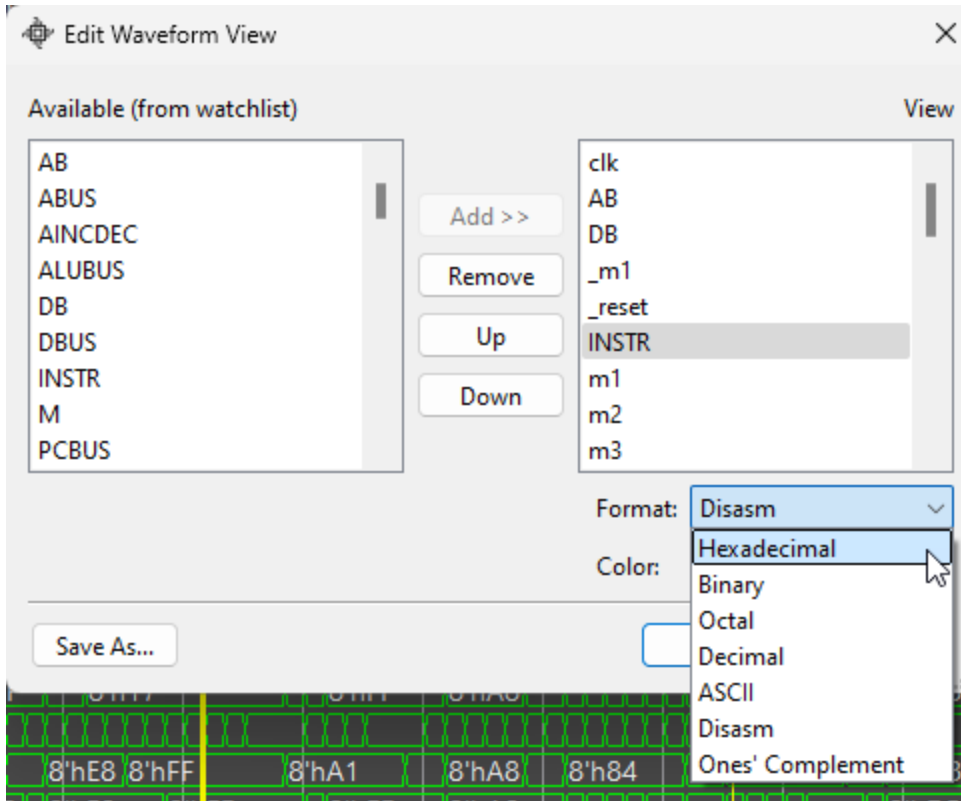 Edit Waveform View
Available (from watchlist)
View
AB
ABUS
AINCDEC
ALUBUS
DB
DBUS
INSTR
M
PCBUS
Add >>
Remove
Up
Down
clk
AB
DB
_m1
_reset
INSTR
m1
m2
m3
Format: Disasm
Color:
Hexadecimal
Binary
Octal
Decimal
ASCII
Disasm
Ones' Complement
Save As...
8'hE8 8'hFF 8'hA1 8'hA8 8'h84